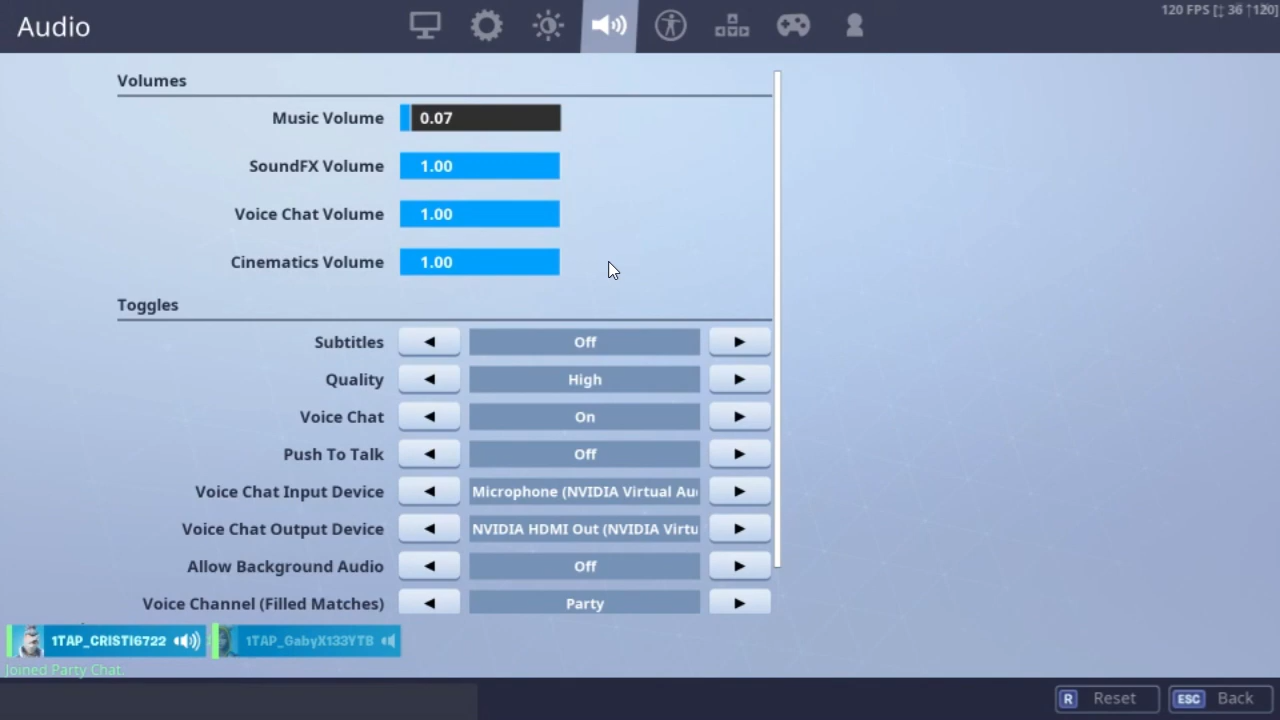 Audio
120 FPS [↕ 36 ↑120]
Volumes
Music Volume 0.07
SoundFX Volume 1.00
Voice Chat Volume 1.00
Cinematics Volume 1.00
Toggles
Subtitles Off
Quality High
Voice Chat On
Push To Talk Off
Voice Chat Input Device Microphone (NVIDIA Virtual Au
Voice Chat Output Device NVIDIA HDMI Out (NVIDIA Virtu
Allow Background Audio Off
Voice Channel (Filled Matches) Party
1TAP_CRISTI6722 1TAP_GabyX133YTB
Joined Party Chat.
R Reset ESC Back